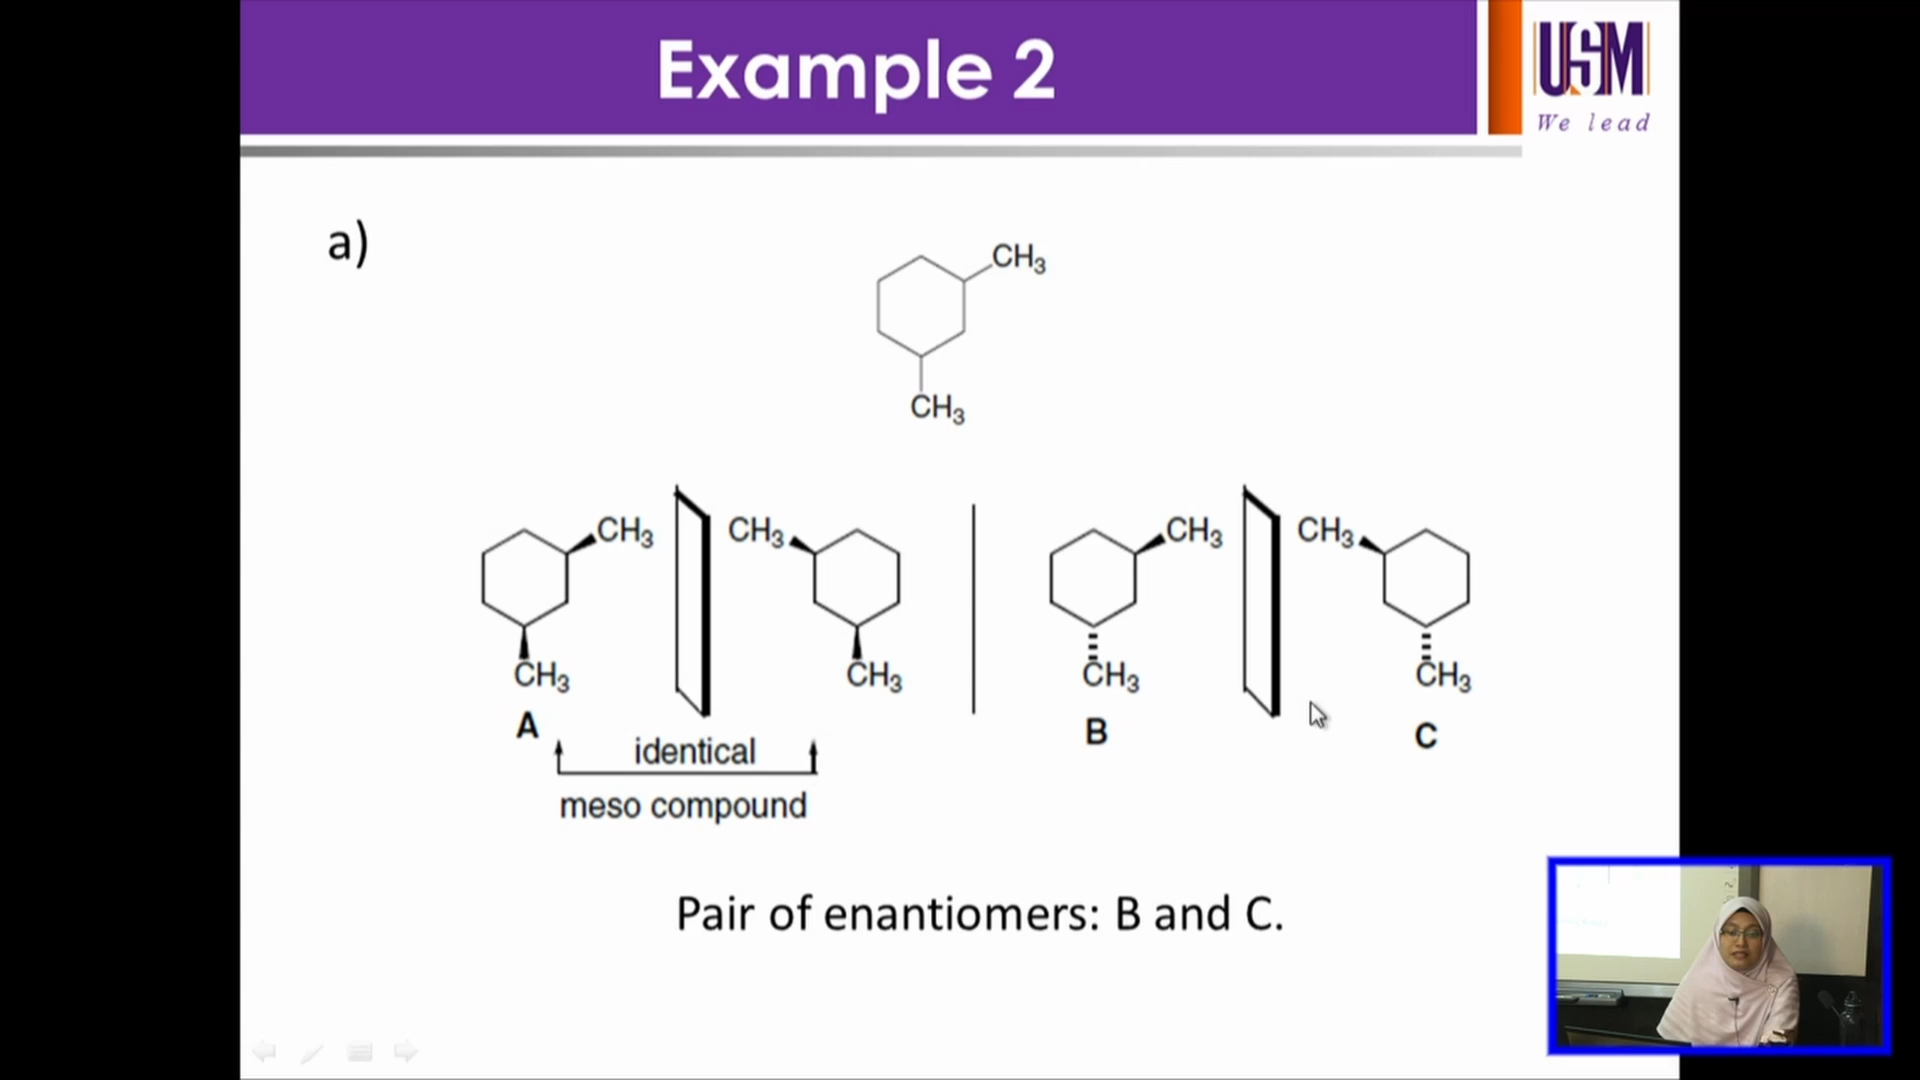 Example 2
USM
We lead
a)
CH3
CH3
CH3
CH3
CH3
CH3
CH3
CH3
CH3
CH3
A
B
C
identical
meso compound
Pair of enantiomers: B and C.